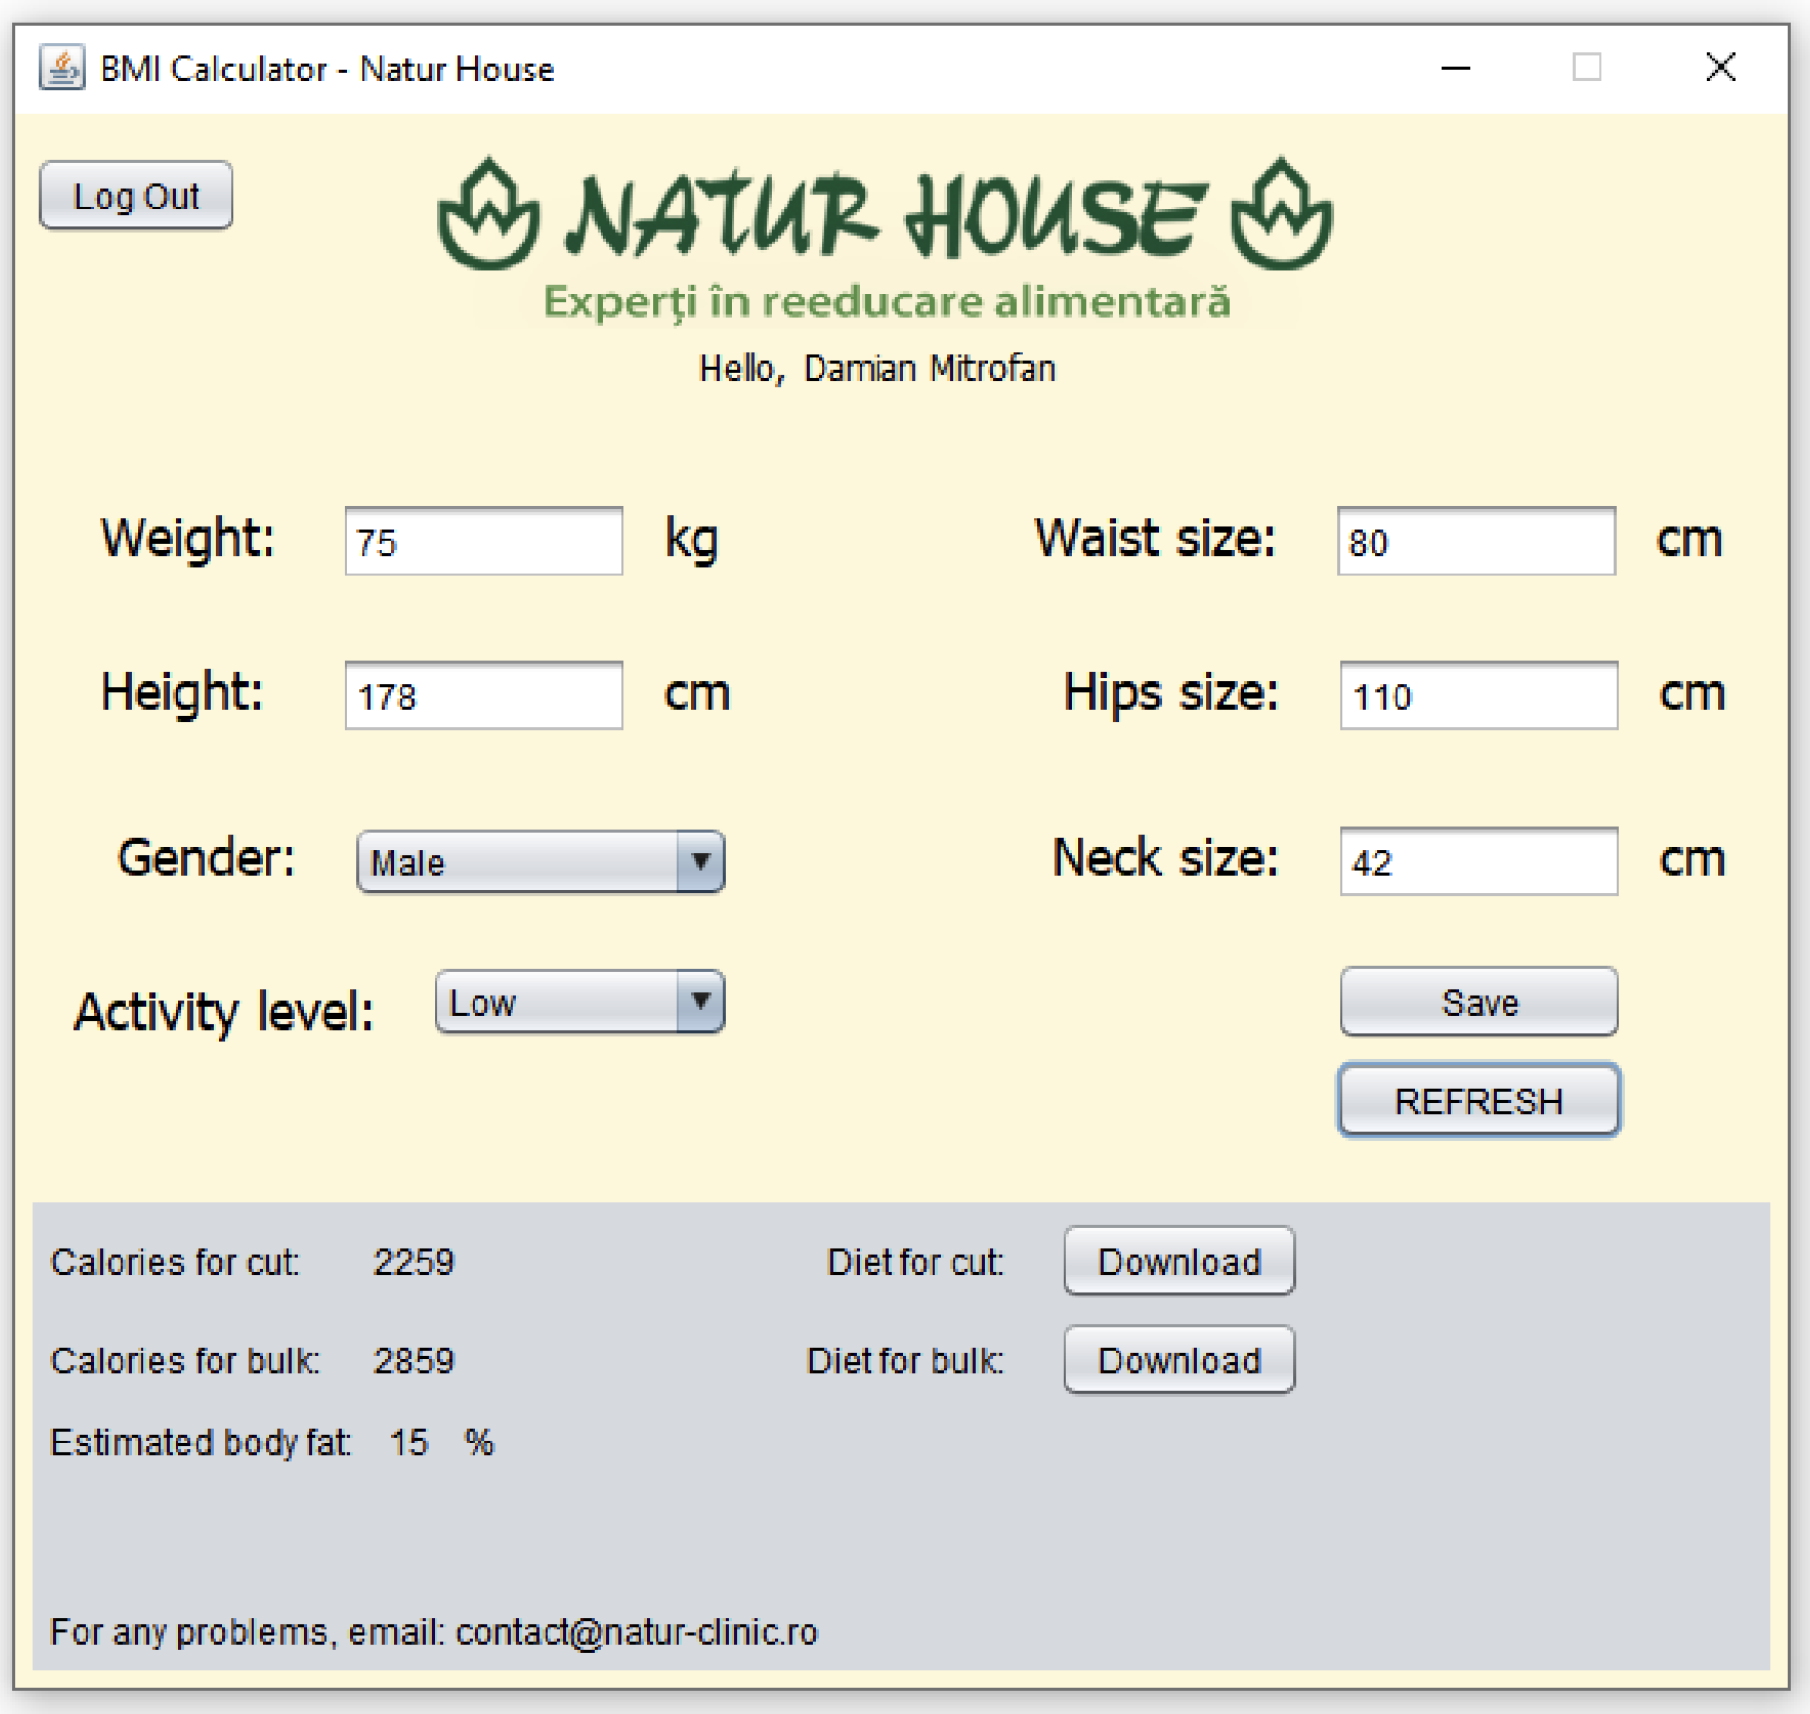 BMI Calculator - Natur House
Log Out
NATUR HOUSE
Experţi în reeducare alimentară
Hello, Damian Mitrofan
Weight: 75 kg
Waist size: 80 cm
Height: 178 cm
Hips size: 110 cm
Gender: Male
Neck size: 42 cm
Activity level: Low
Save
REFRESH
Calories for cut: 2259
Diet for cut: Download
Calories for bulk: 2859
Diet for bulk: Download
Estimated body fat: 15 %
For any problems, email: contact@natur-clinic.ro